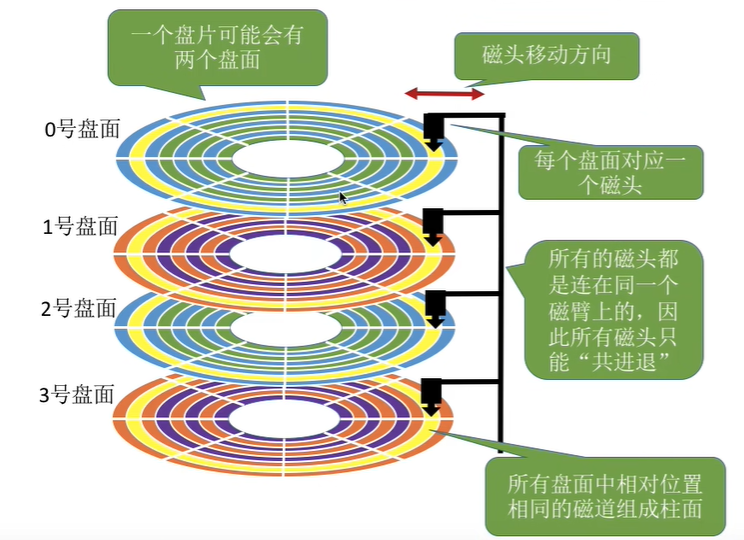 一个盘片可能会有
两个盘面
磁头移动方向
0号盘面
每个盘面对应一
个磁头
1号盘面
所有的磁头都
是连在同一个
磁臂上的，因
此所有磁头只
能“共进退”
2号盘面
3号盘面
所有盘面中相对位置
相同的磁道组成柱面